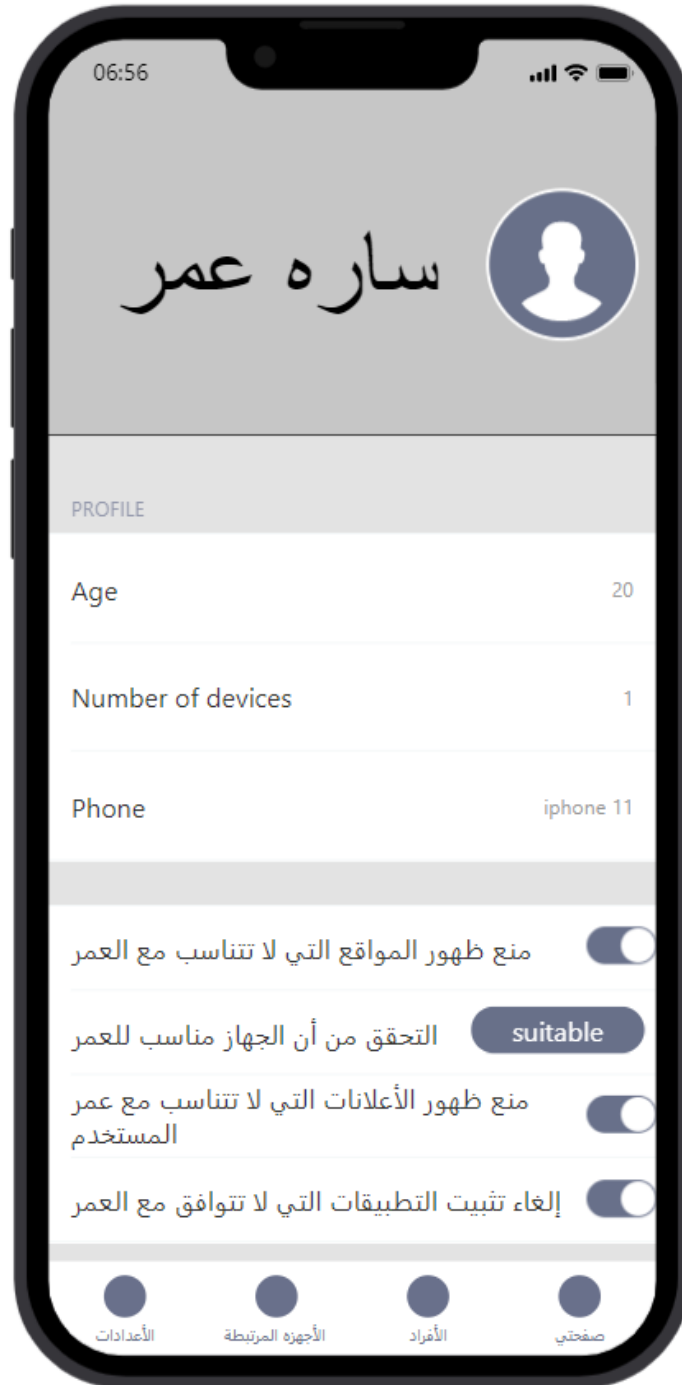 06:56
ساره عمر
PROFILE
Age 20
Number of devices 1
Phone iphone 11
منع ظهور المواقع التي لا تتناسب مع العمر
التحقق من أن الجهاز مناسب للعمر suitable
منع ظهور الأعلانات التي لا تتناسب مع عمر
المستخدم
إلغاء تثبيت التطبيقات التي لا تتوافق مع العمر
صفحتي الأفراد الأجهزه المرتبطة الأعدادات